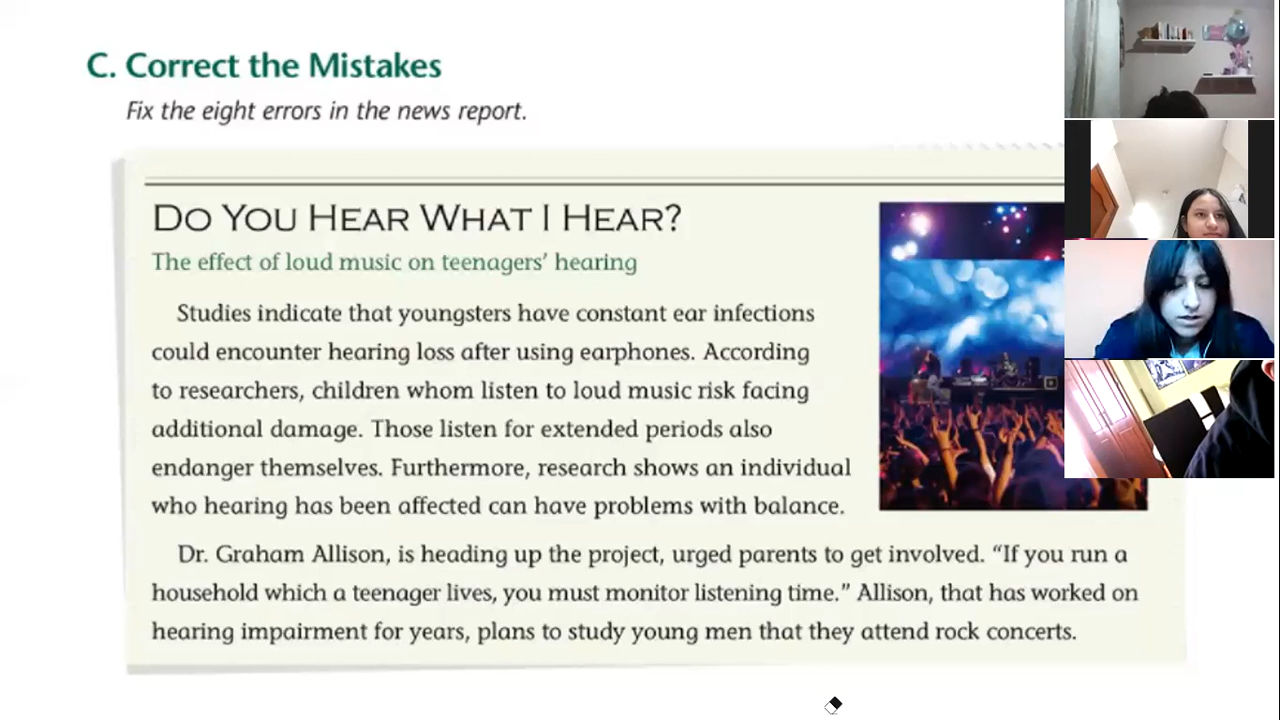 C. Correct the Mistakes
Fix the eight errors in the news report.
DO YOU HEAR WHAT I HEAR?
The effect of loud music on teenagers’ hearing
Studies indicate that youngsters have constant ear infections
could encounter hearing loss after using earphones. According
to researchers, children whom listen to loud music risk facing
additional damage. Those listen for extended periods also
endanger themselves. Furthermore, research shows an individual
who hearing has been affected can have problems with balance.
Dr. Graham Allison, is heading up the project, urged parents to get involved. “If you run a
household which a teenager lives, you must monitor listening time.” Allison, that has worked on
hearing impairment for years, plans to study young men that they attend rock concerts.